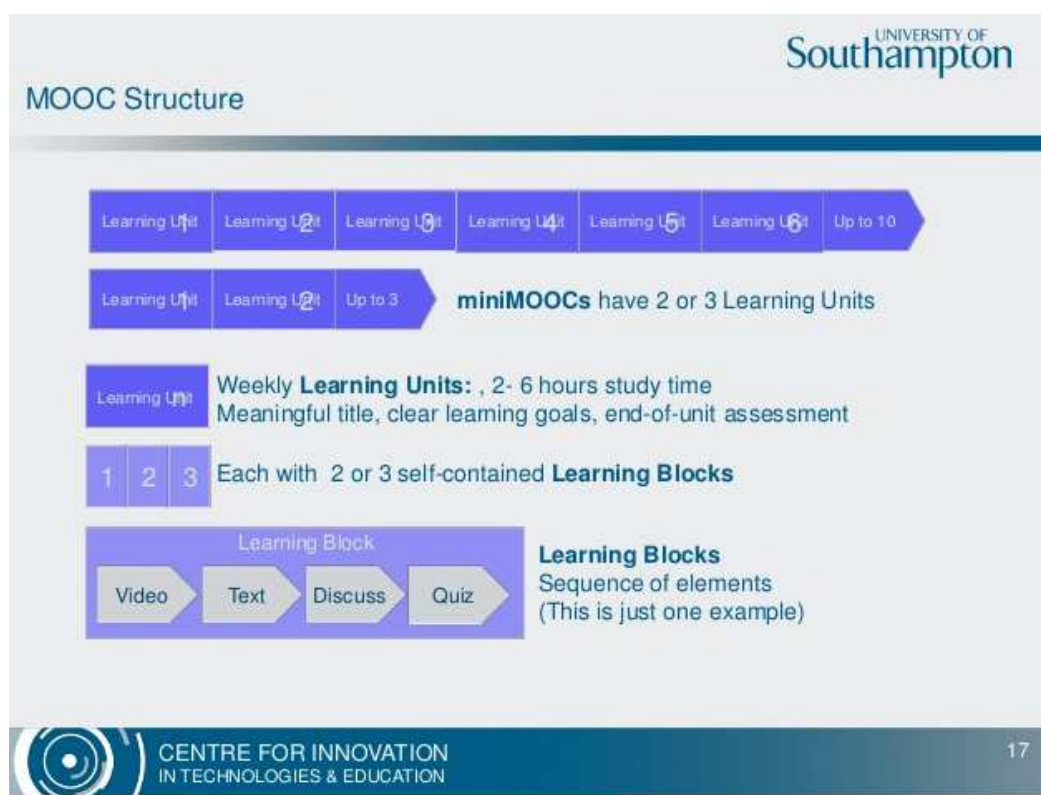 UNIVERSITY OF
Southampton
MOOC Structure
Learning Unit 1 Learning Unit 2 Learning Unit 3 Learning Unit 4 Learning Unit 5 Learning Unit 6 Up to 10
Learning Unit 1 Learning Unit 2 Up to 3 miniMOOCs have 2 or 3 Learning Units
Learning Unit n
Weekly Learning Units: , 2- 6 hours study time
Meaningful title, clear learning goals, end-of-unit assessment
1 2 3 Each with 2 or 3 self-contained Learning Blocks
Learning Block
Video Text Discuss Quiz
Learning Blocks
Sequence of elements
(This is just one example)
CENTRE FOR INNOVATION
IN TECHNOLOGIES & EDUCATION
17